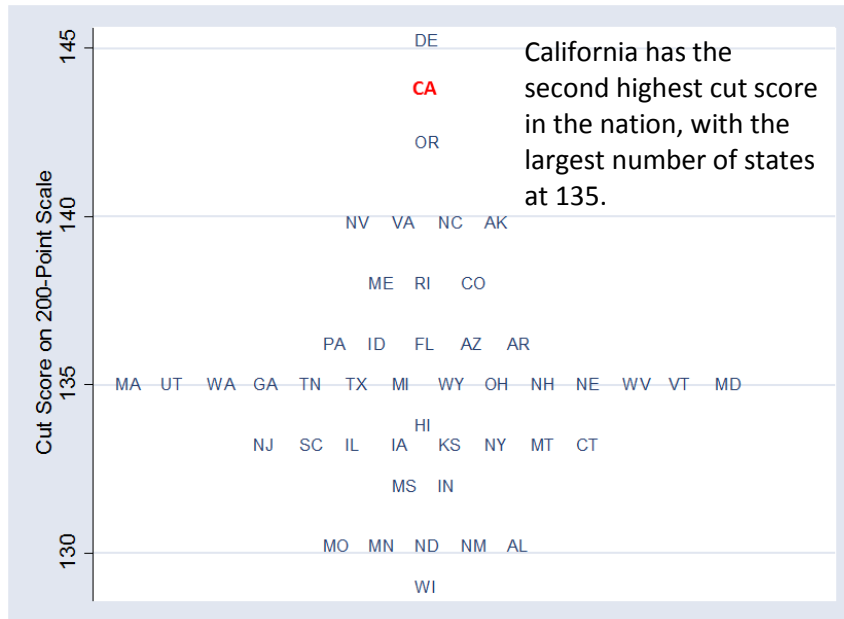 145
DE
California has the
second highest cut score
in the nation, with the
largest number of states
at 135.
CA
OR
Cut Score on 200-Point Scale
140
NV VA NC AK
ME RI CO
PA ID FL AZ AR
135
MA UT WA GA TN TX MI WY OH NH NE WV VT MD
HI
NJ SC IL IA KS NY MT CT
MS IN
130
MO MN ND NM AL
WI